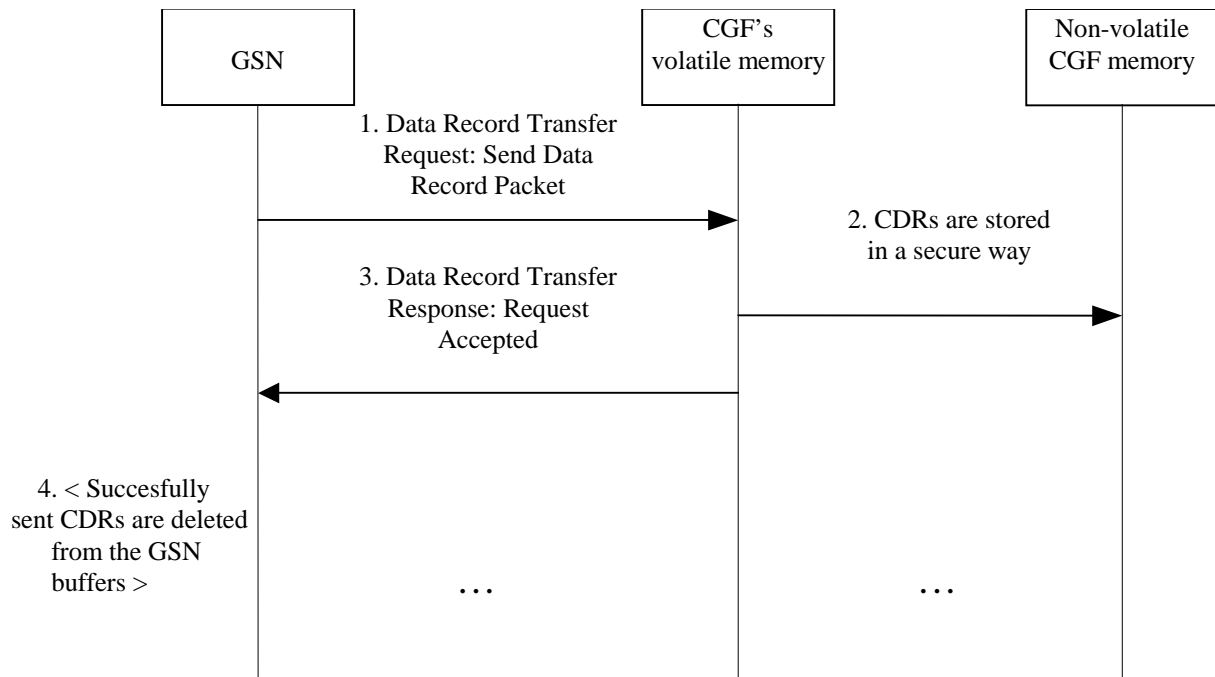 GSN
CGF's
volatile memory
Non-volatile
CGF memory
1. Data Record Transfer
Request: Send Data
Record Packet
2. CDRs are stored
in a secure way
3. Data Record Transfer
Response: Request
Accepted
4. < Succesfully
sent CDRs are deleted
from the GSN
buffers >
...
...